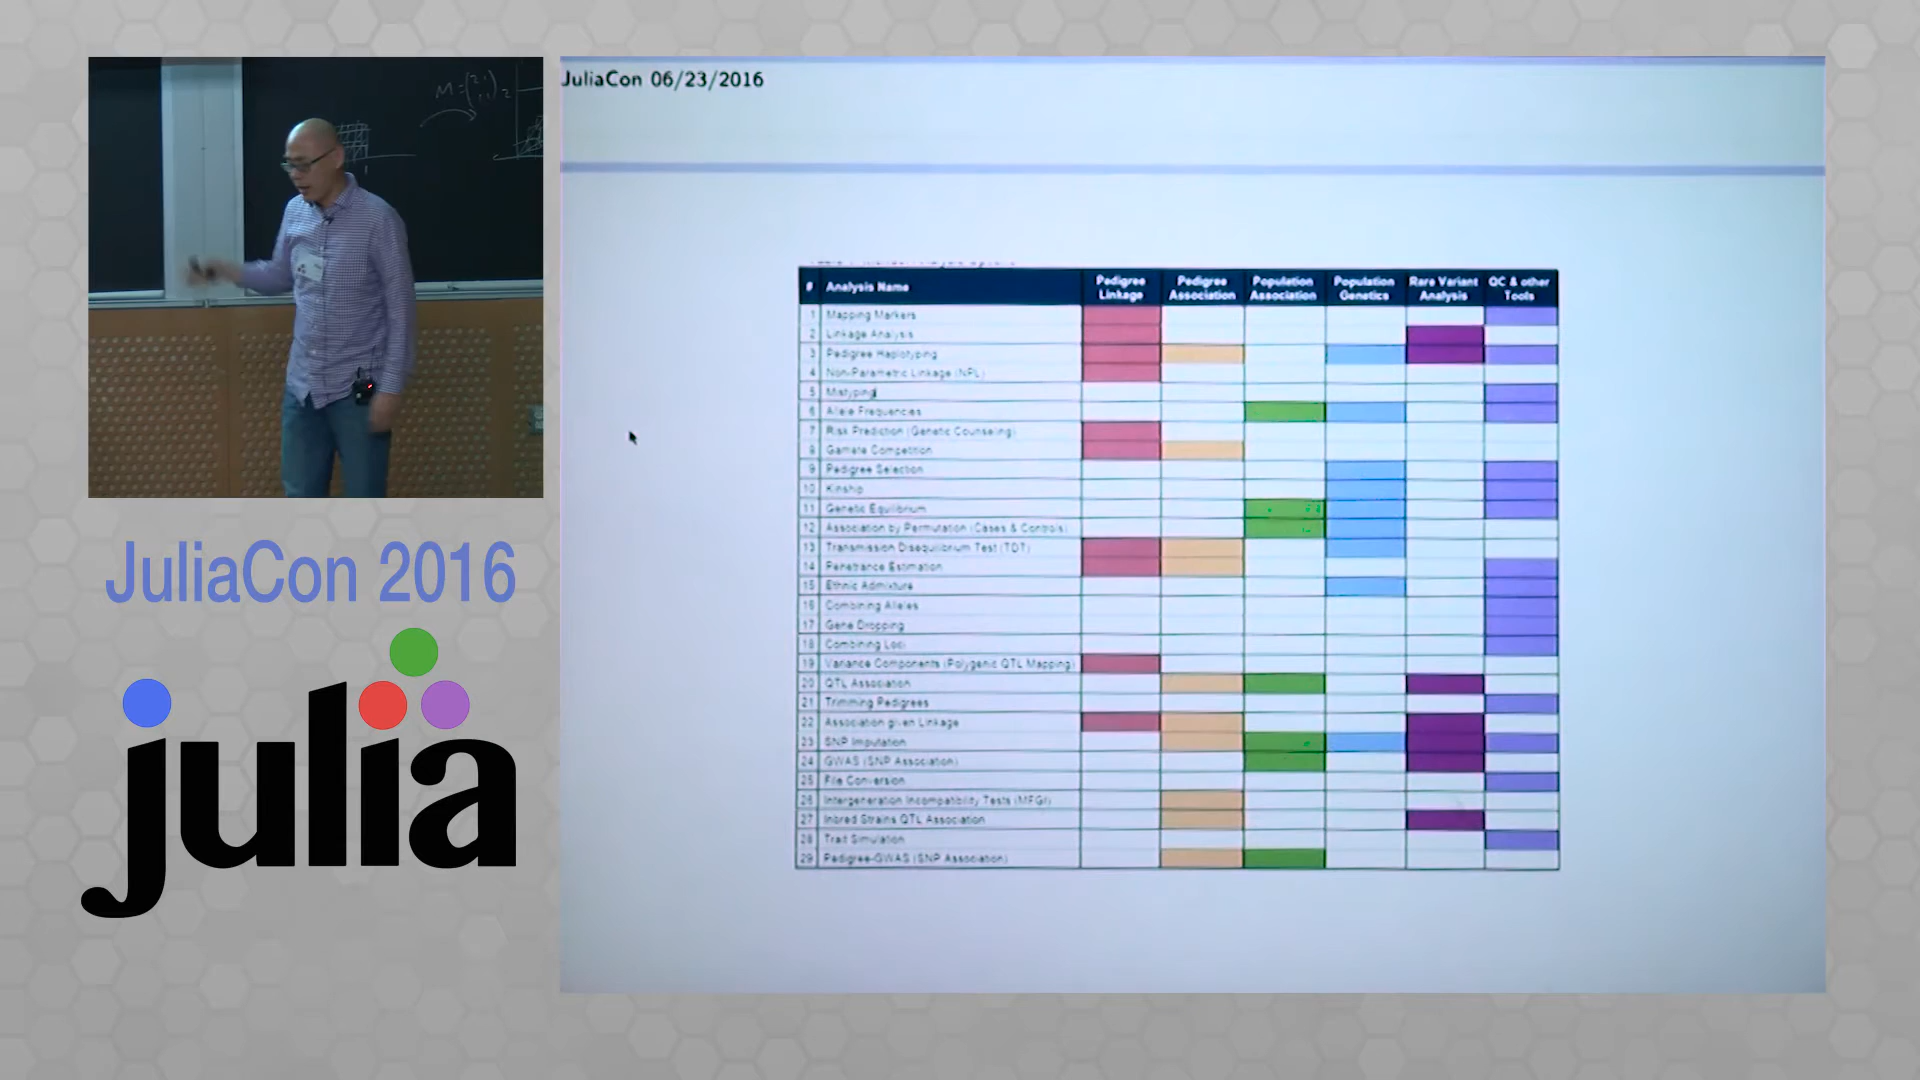 JuliaCon 06/23/2016
M=
# Analysis Name Pedigree Linkage Pedigree Association Population Association Population Genetics Rare Variant Analysis QC & other Tools
1 Mapping Markers
2 Linkage Analysis
3 Pedigree Haplotyping
4 Non-Parametric Linkage (NPL)
5 Mistyping
6 Allele Frequencies
7 Risk Prediction (Genetic Counseling)
8 Gamete Competition
9 Pedigree Selection
10 Kinship
11 Genetic Equilibrium
12 Association by Permutation (Cases & Controls)
13 Transmission Disequilibrium Test (TDT)
14 Penetrance Estimation
15 Ethnic Admixture
16 Combining Alleles
17 Gene Dropping
18 Combining Loci
19 Variance Components (Polygenic QTL Mapping)
20 QTL Association
21 Trimming Pedigrees
22 Association given Linkage
23 SNP Imputation
24 GWAS (SNP Association)
25 File Conversion
26 Intergeneration Incompatibility Tests (MFGI)
27 Inbred Strains QTL Association
28 Trait Simulation
29 Pedigree-GWAS (SNP Association)
JuliaCon 2016
julia